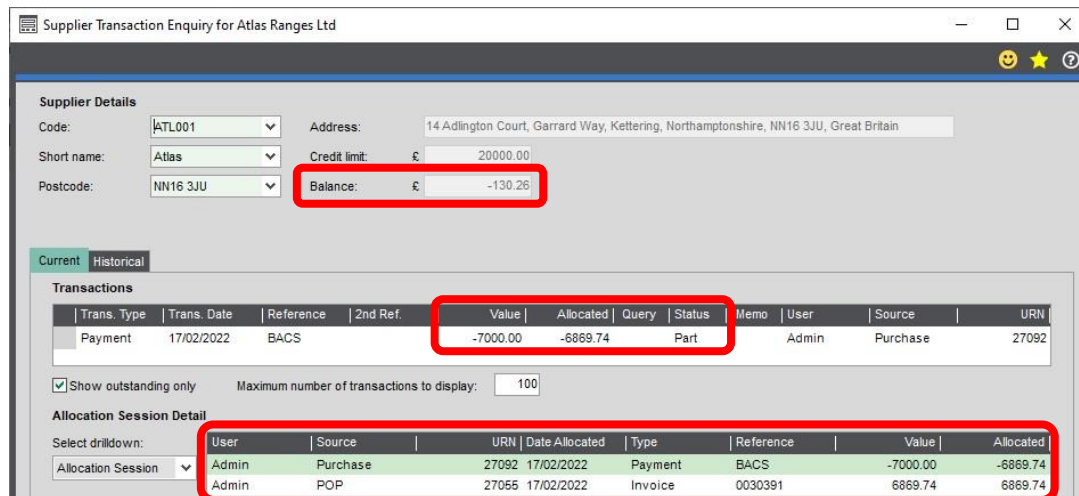 Supplier Transaction Enquiry for Atlas Ranges Ltd
Supplier Details
Code: ATL001 Address: 14 Adlington Court, Garrard Way, Kettering, Northamptonshire, NN16 3JU, Great Britain
Short name: Atlas Credit limit: £ 20000.00
Postcode: NN16 3JU Balance: £ -130.26
Current Historical
Transactions
Trans. Type Trans. Date Reference 2nd Ref. Value Allocated Query Status Memo User Source URN
Payment 17/02/2022 BACS -7000.00 -6869.74 Part Admin Purchase 27092
Show outstanding only Maximum number of transactions to display: 100
Allocation Session Detail
Select drilldown: User Source URN Date Allocated Type Reference Value Allocated
Allocation Session Admin Purchase 27092 17/02/2022 Payment BACS -7000.00 -6869.74
Admin POP 27055 17/02/2022 Invoice 0030391 6869.74 6869.74